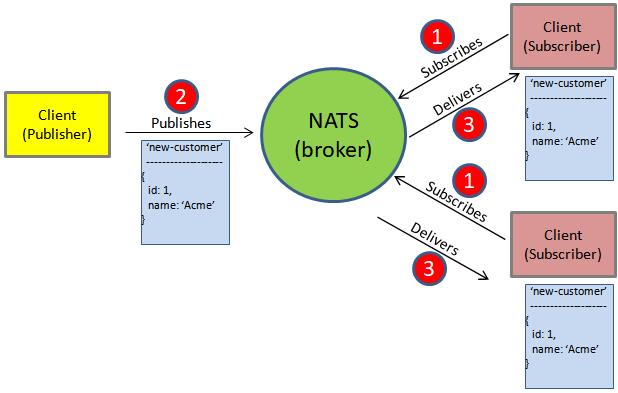 Client
(Publisher)
2
Publishes
‘new-customer’
--------------------
{
id: 1,
name: ‘Acme’
}
NATS
(broker)
1
Subscribes
Delivers
3
Client
(Subscriber)
‘new-customer’
--------------------
{
id: 1,
name: ‘Acme’
}
1
Subscribes
Delivers
3
Client
(Subscriber)
‘new-customer’
--------------------
{
id: 1,
name: ‘Acme’
}